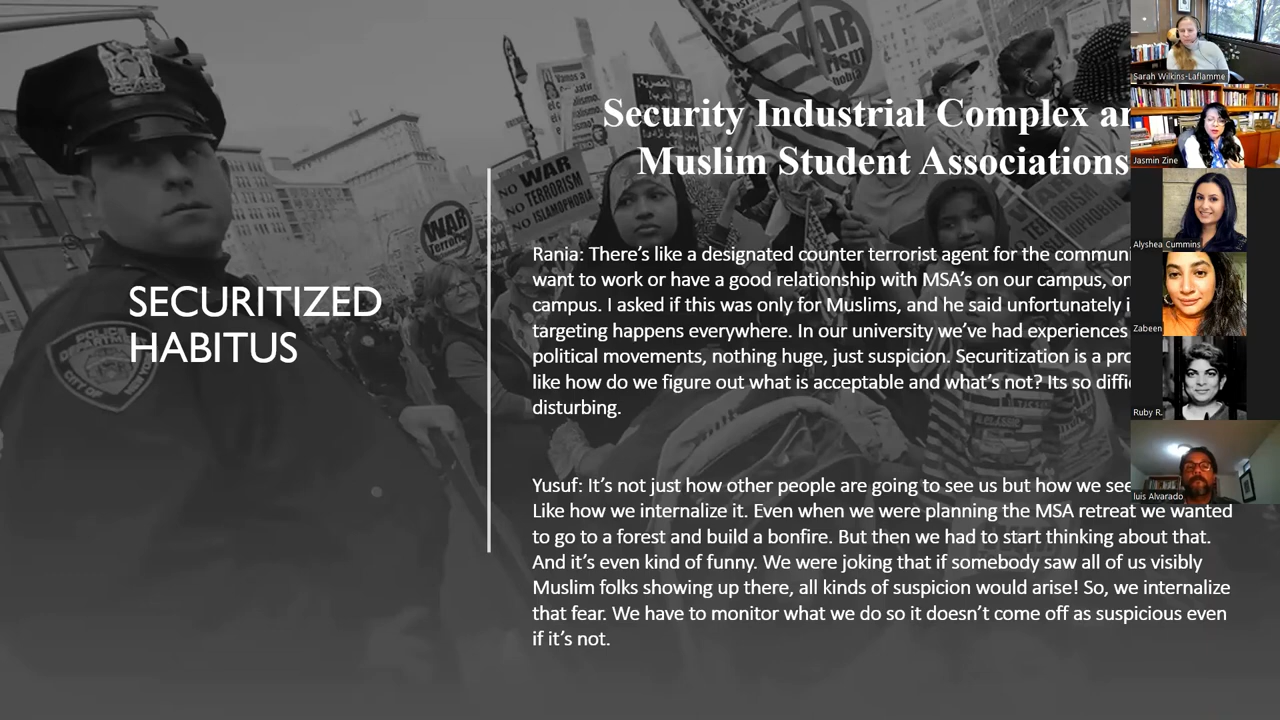 SECURITIZED
HABITUS
Security Industrial Complex
Muslim Student Associations
Rania: There’s like a designated counter terrorist agent for the
want to work or have a good relationship with MSA’s on our campus,
campus. I asked if this was only for Muslims, and he said unfortunately
targeting happens everywhere. In our university we’ve had experiences
political movements, nothing huge, just suspicion. Securitization is a
like how do we figure out what is acceptable and what’s not? Its so
disturbing.
Yusuf: It’s not just how other people are going to see us but how we see
Like how we internalize it. Even when we were planning the MSA retreat we wanted
to go to a forest and build a bonfire. But then we had to start thinking about that.
And it’s even kind of funny. We were joking that if somebody saw all of us visibly
Muslim folks showing up there, all kinds of suspicion would arise! So, we internalize
that fear. We have to monitor what we do so it doesn’t come off as suspicious even
if it’s not.
Sarah Wilkins-Laflamme
Jasmin Zine
Alyshea Cummins
Zabeen
Ruby R.
luis Alvarado
NO WAR
NO TERRORISM
NO ISLAMOPHOBIA
WAR
Terrorism
WAR
POLICE
CITY OF